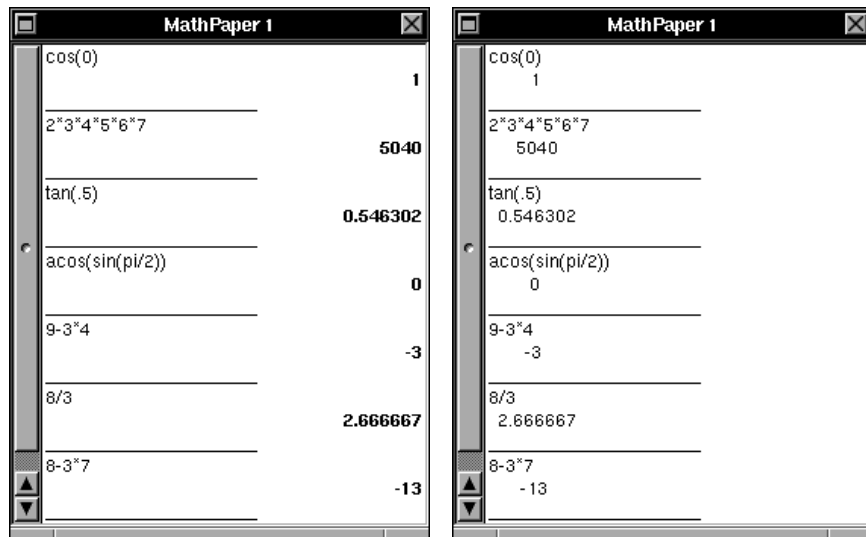 MathPaper 1
cos(0)
1
2*3*4*5*6*7
5040
tan(.5)
0.546302
acos(sin(pi/2))
0
9-3*4
-3
8/3
2.666667
8-3*7
-13
MathPaper 1
cos(0)
1
2*3*4*5*6*7
5040
tan(.5)
0.546302
acos(sin(pi/2))
0
9-3*4
-3
8/3
2.666667
8-3*7
-13